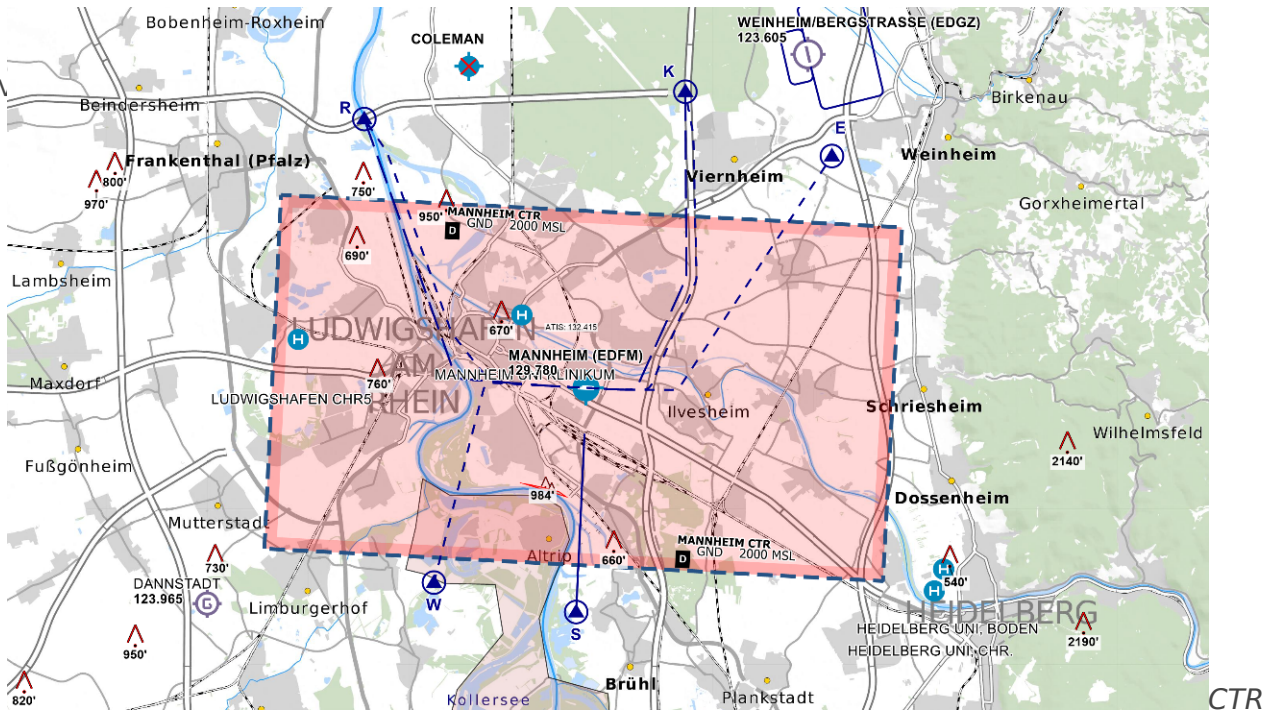 Bobenheim-Roxheim
COLEMAN
WEINHEIM/BERGSTRASSE (EDGZ)
123.605
K
Beindersheim
R
Birkenau
E
Frankenthal (Pfalz)
Weinheim
800'
970'
750'
Viernheim
950'
MANNHEIM CTR
D
GND 2000 MSL
Gorxheimertal
690'
Lambsheim
H
670'
ATIS: 132.415
LUDWIGSHAFEN
AM
RHEIN
H
MANNHEIM (EDFM)
129.780
MANNHEIM UNI KLINIKUM
760'
Maxdorf
LUDWIGSHAFEN CHR5
Ilvesheim
Schriesheim
Wilhelmsfeld
2140'
Fußgönheim
984'
Dossenheim
Mutterstadt
Altrip
660'
MANNHEIM CTR
D
GND 2000 MSL
730'
DANNSTADT
123.965
G
H
540'
H
W
Limburgerhof
S
HEIDELBERG
2190'
HEIDELBERG UNI, BODEN
HEIDELBERG UNI, CHR.
950'
820'
Brühl
Kollersee
Plankstadt
CTR